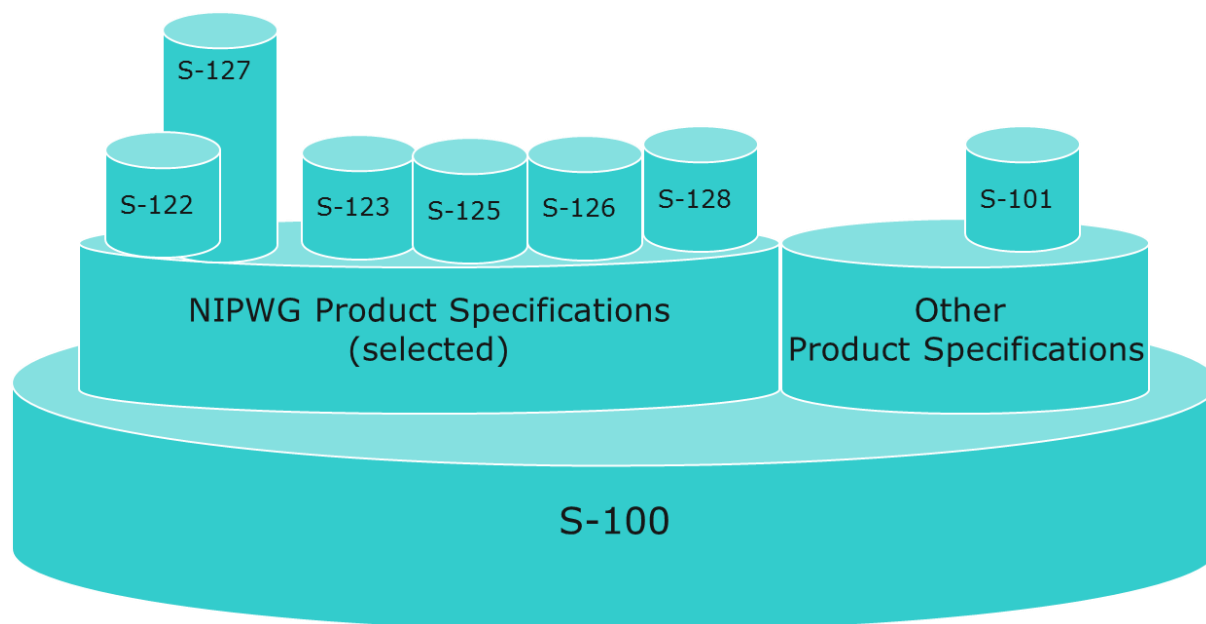 S-127
S-122
S-123
S-125
S-126
S-128
S-101
NIPWG Product Specifications
(selected)
Other
Product Specifications
S-100